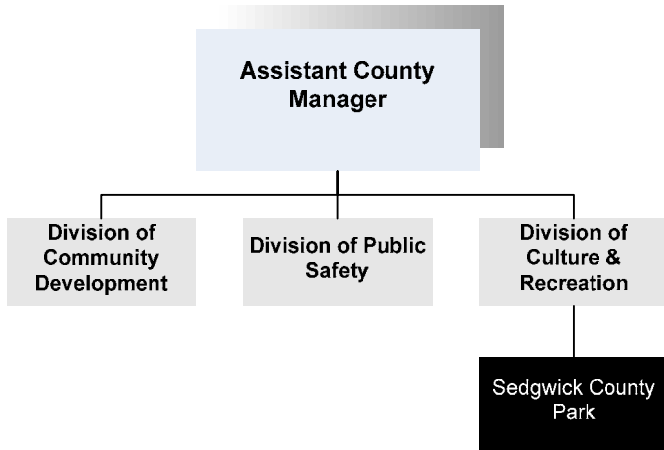 Assistant County
Manager
Division of
Community
Development
Division of Public
Safety
Division of
Culture &
Recreation
Sedgwick County
Park